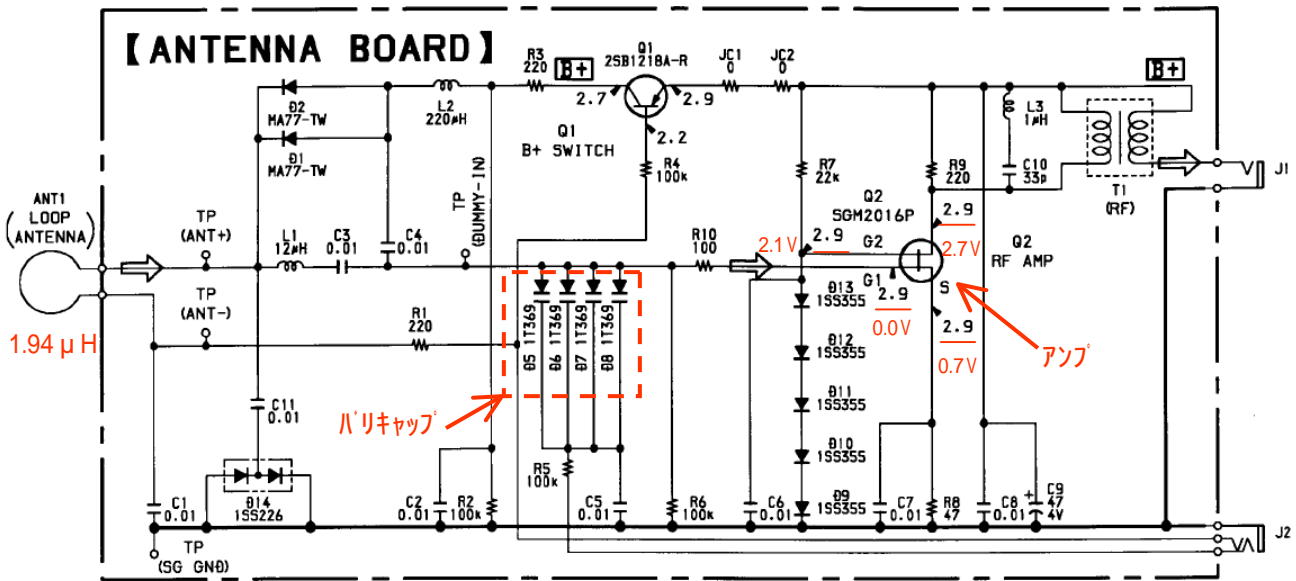 【ANTENNA BOARD】
R3
220
B+
Q1
2SB1218A-R
JC1
0
JC2
0
B+
2.7
2.9
2.2
D2
MA77-TW
D1
MA77-TW
L2
220μH
Q1
B+ SWITCH
R4
100k
R7
22k
R9
220
L3
1μH
C10
33p
T1
(RF)
J1
ANT1
LOOP
ANTENNA
TP
(ANT+)
L1
12μH
C3
0.01
C4
0.01
TP
(DUMMY-IN)
R10
100
Q2
SGM2016P
2.1V
2.9
G2
2.9
2.7V
Q2
RF AMP
G1
S
2.9
0.0V
2.9
0.7V
アンプ
TP
(ANT-)
1.94μH
R1
220
D5 1T369
D6 1T369
D7 1T369
D8 1T369
D13
1SS355
D12
1SS355
D11
1SS355
D10
1SS355
D9
1SS355
バリキャップ
C11
0.01
D14
1SS226
C1
0.01
C2
0.01
R2
100k
R5
100k
C5
0.01
R6
100k
C6
0.01
C7
0.01
R8
47
C8
0.01
+
C9
47
4V
TP
(SG GND)
J2